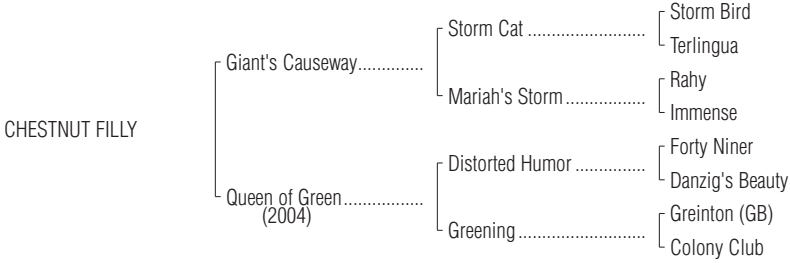 Storm Bird
Storm Cat ..........................
Terlingua
Giant's Causeway..............
Rahy
Mariah's Storm .................
Immense
CHESTNUT FILLY
Forty Niner
Distorted Humor ...............
Danzig's Beauty
Queen of Green.................
(2004)
Greinton (GB)
Greening ...........................
Colony Club